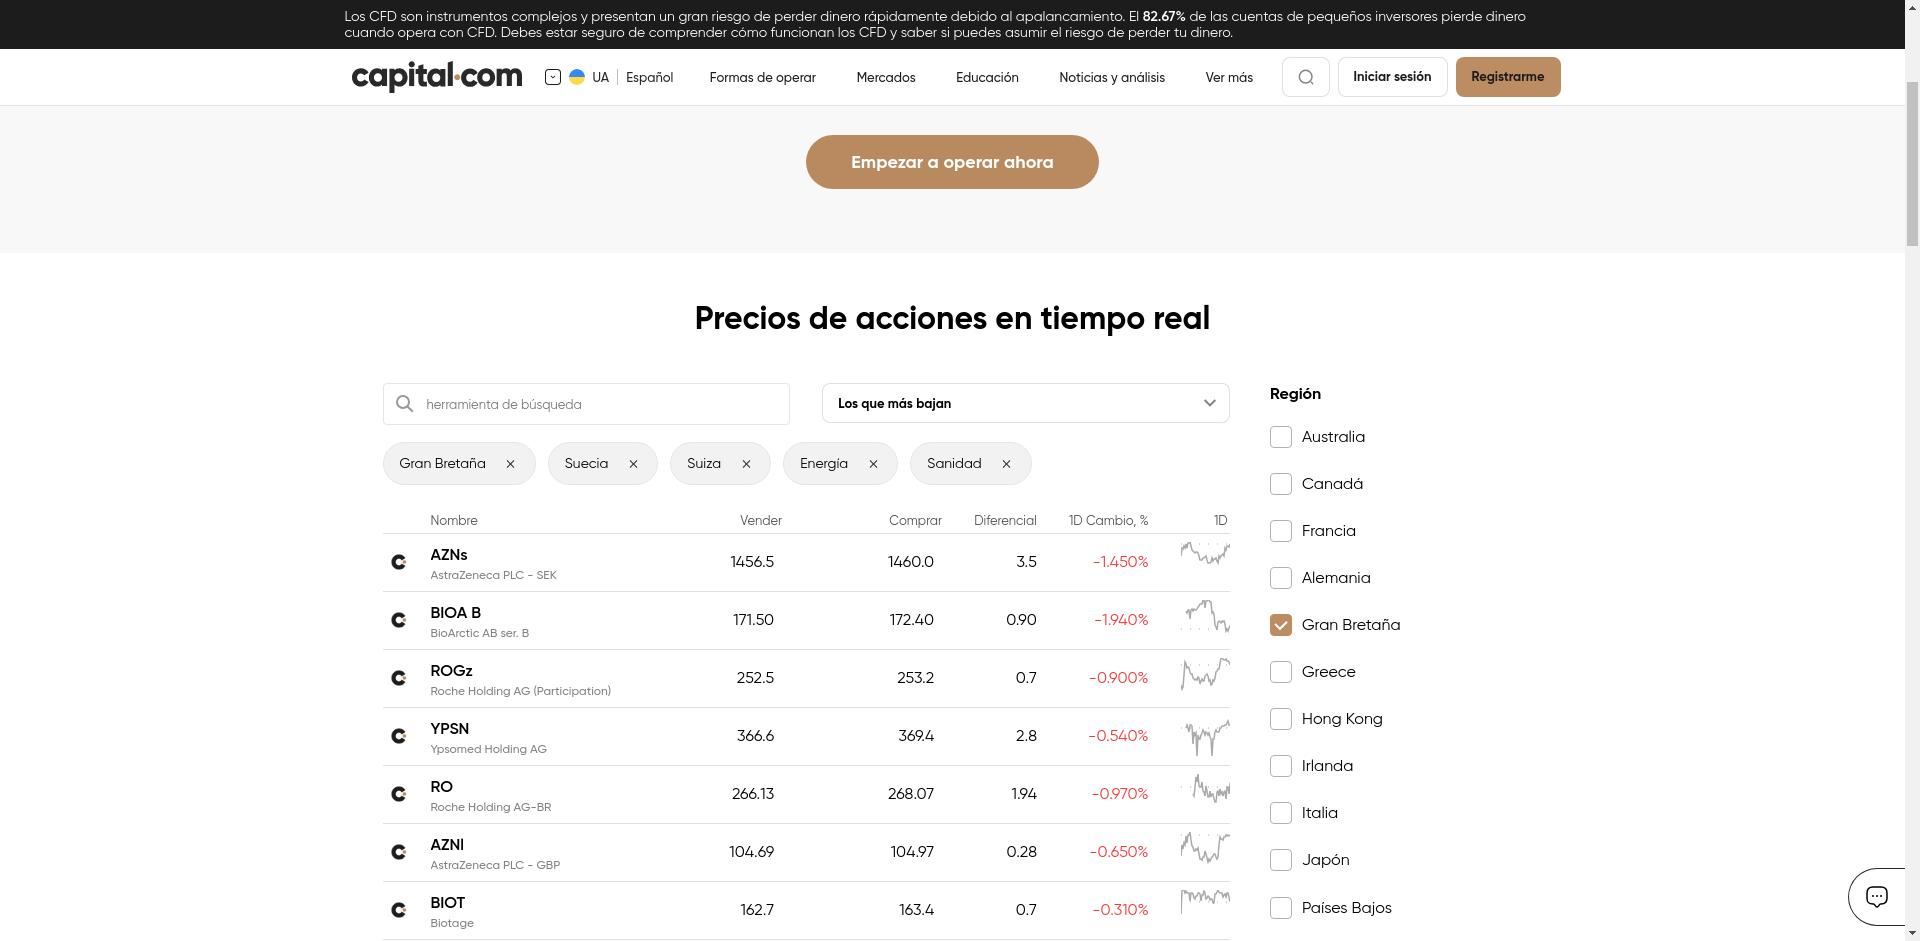 Los CFD son instrumentos complejos y presentan un gran riesgo de perder dinero rápidamente debido al apalancamiento. El 82.67% de las cuentas de pequeños inversores pierde dinero
cuando opera con CFD. Debes estar seguro de comprender cómo funcionan los CFD y saber si puedes asumir el riesgo de perder tu dinero.
capital.com UA Español Formas de operar Mercados Educación Noticias y análisis Ver más Iniciar sesión Registrarme
Empezar a operar ahora
Precios de acciones en tiempo real
herramienta de búsqueda Los que más bajan
Gran Bretaña Suecia Suiza Energía Sanidad
Nombre Vender Comprar Diferencial 1D Cambio, % 1D
AZNs 1456.5 1460.0 3.5 -1.450%
AstraZeneca PLC - SEK
BIOA B 171.50 172.40 0.90 -1.940%
BioArctic AB ser. B
ROGz 252.5 253.2 0.7 -0.900%
Roche Holding AG (Participation)
YPSN 366.6 369.4 2.8 -0.540%
Ypsomed Holding AG
RO 266.13 268.07 1.94 -0.970%
Roche Holding AG-BR
AZNl 104.69 104.97 0.28 -0.650%
AstraZeneca PLC - GBP
BIOT 162.7 163.4 0.7 -0.310%
Biotage
Región
Australia
Canadá
Francia
Alemania
Gran Bretaña
Greece
Hong Kong
Irlanda
Italia
Japón
Países Bajos